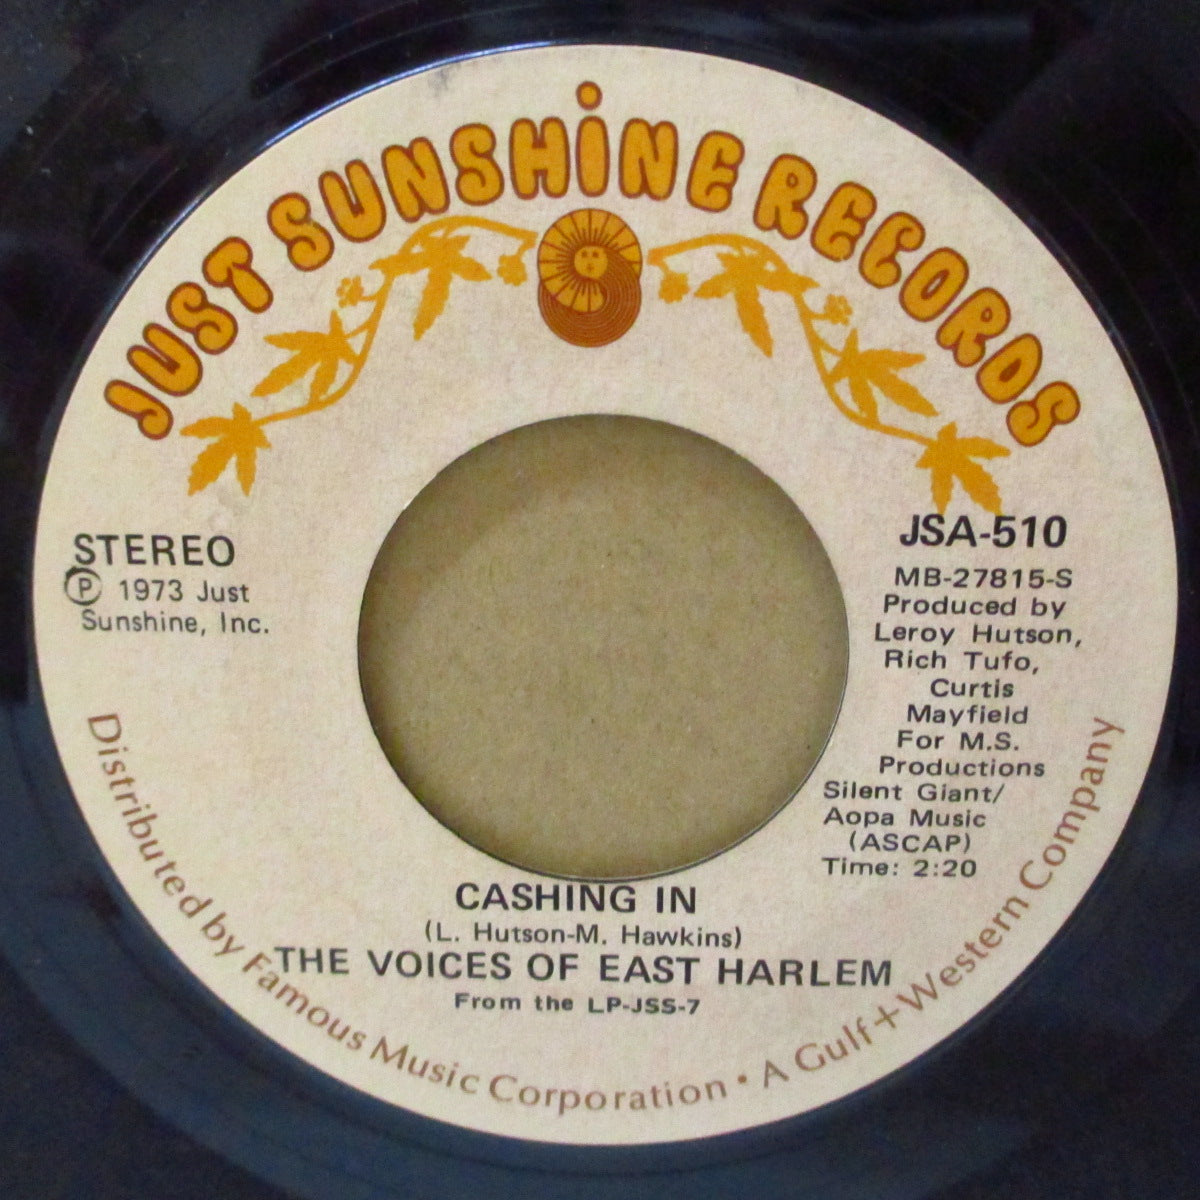 JUST SUNSHiNE RECORDS
STEREO
Ⓟ 1973 Just
Sunshine, Inc.
JSA-510
MB-27815-S
Produced by
Leroy Hutson,
Rich Tufo,
Curtis
Mayfield
For M.S.
Productions
Silent Giant/
Aopa Music
(ASCAP)
Time: 2:20
CASHING IN
(L. Hutson-M. Hawkins)
THE VOICES OF EAST HARLEM
From the LP-JSS-7
Distributed by Famous Music Corporation • A Gulf+Western Company